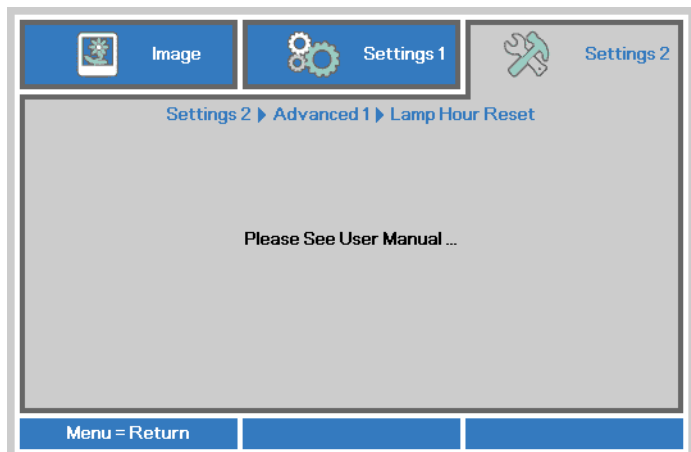 Image
Settings 1
Settings 2
Settings 2 ▶ Advanced 1 ▶ Lamp Hour Reset
Please See User Manual ...
Menu = Return